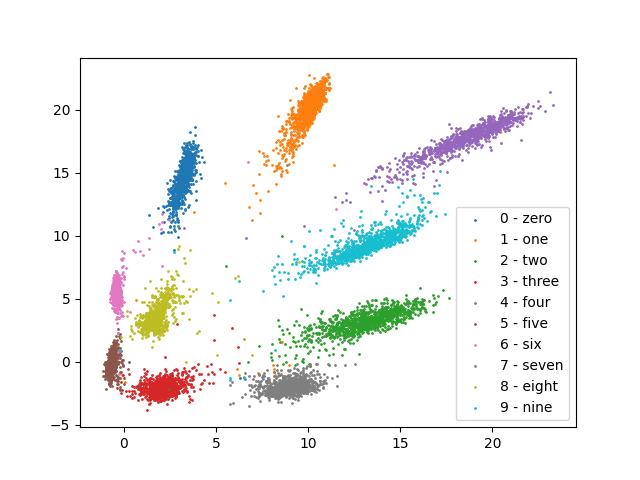 20
15
10
5
0
−5
0
5
10
15
20
0 - zero
1 - one
2 - two
3 - three
4 - four
5 - five
6 - six
7 - seven
8 - eight
9 - nine